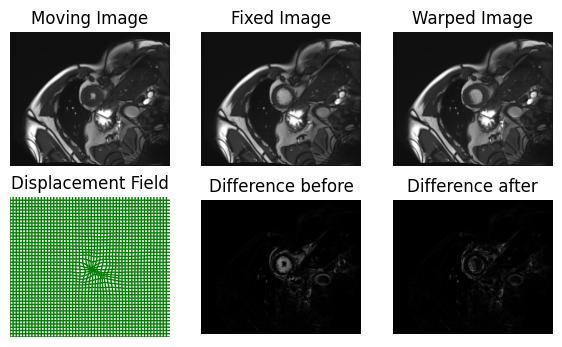 Moving Image
Fixed Image
Warped Image
Displacement Field
Difference before
Difference after